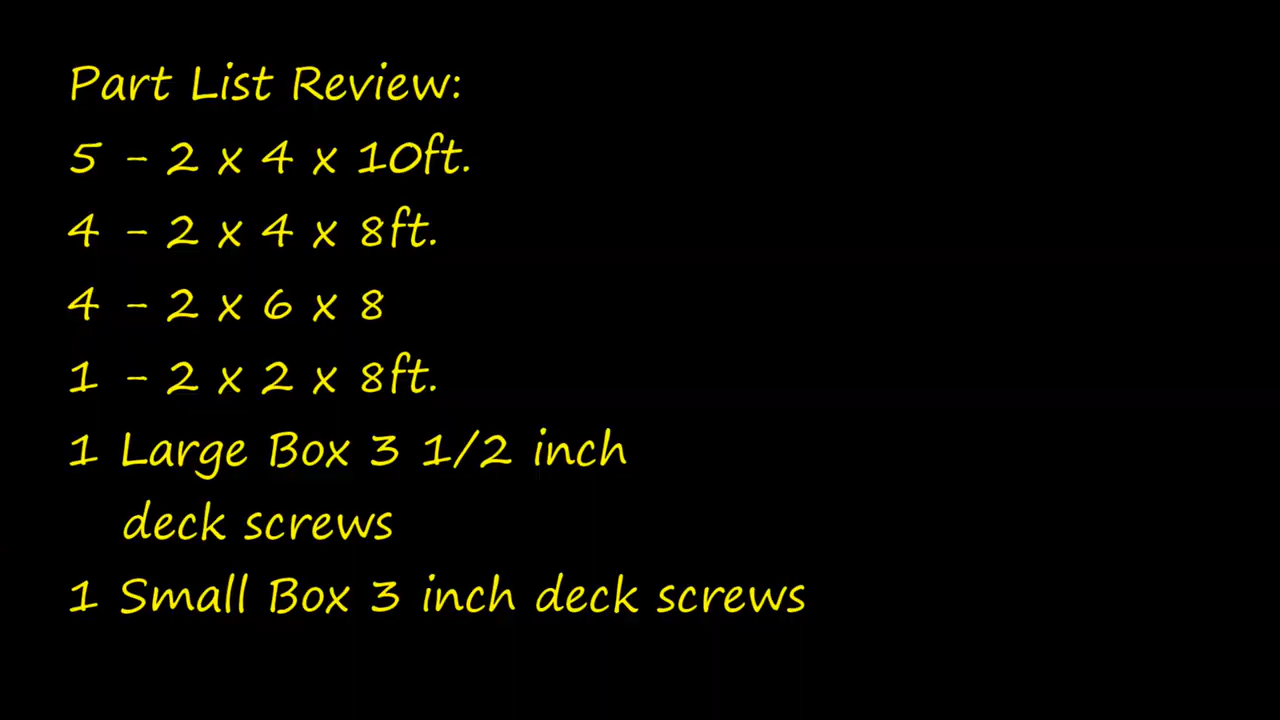 Part List Review:
5 - 2 x 4 x 10ft.
4 - 2 x 4 x 8ft.
4 - 2 x 6 x 8
1 - 2 x 2 x 8ft.
1 Large Box 3 1/2 inch
deck screws
1 Small Box 3 inch deck screws